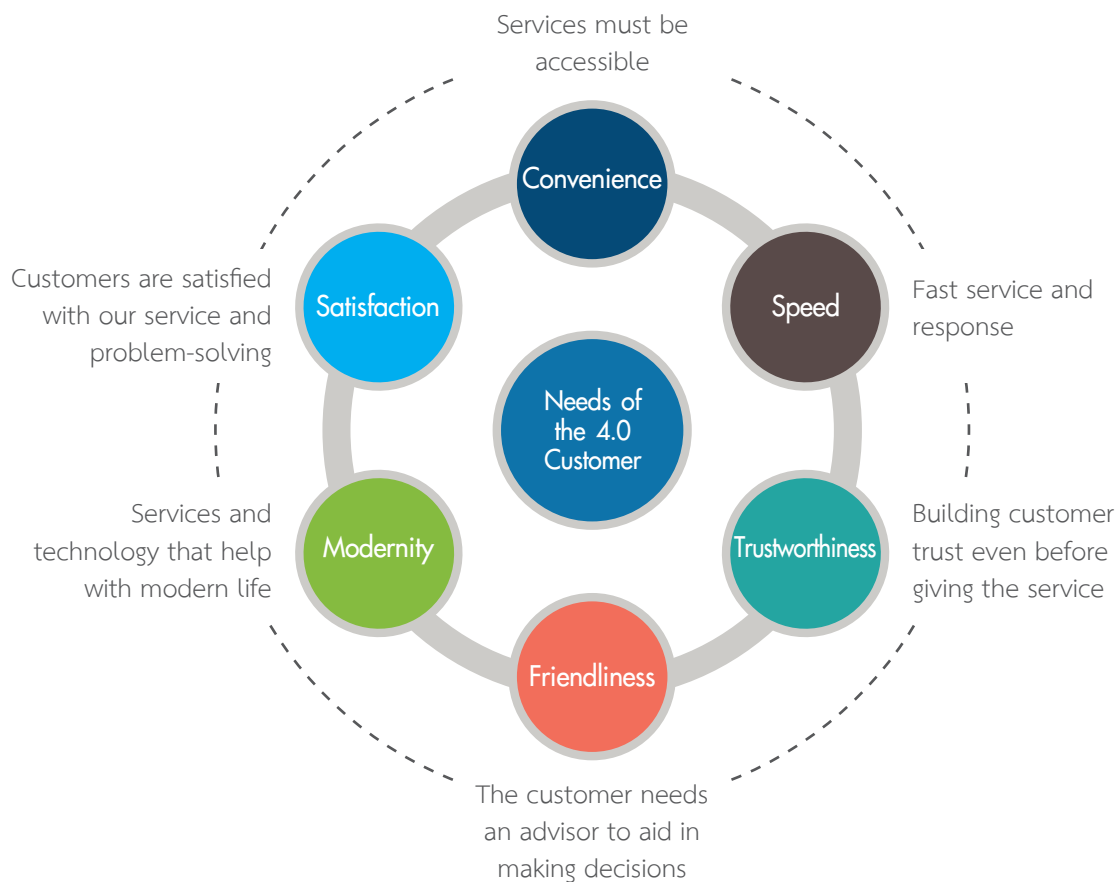 Services must be
accessible
Convenience
Speed
Fast service and
response
Trustworthiness
Building customer
trust even before
giving the service
Friendliness
The customer needs
an advisor to aid in
making decisions
Modernity
Services and
technology that help
with modern life
Satisfaction
Customers are satisfied
with our service and
problem-solving
Needs of
the 4.0
Customer